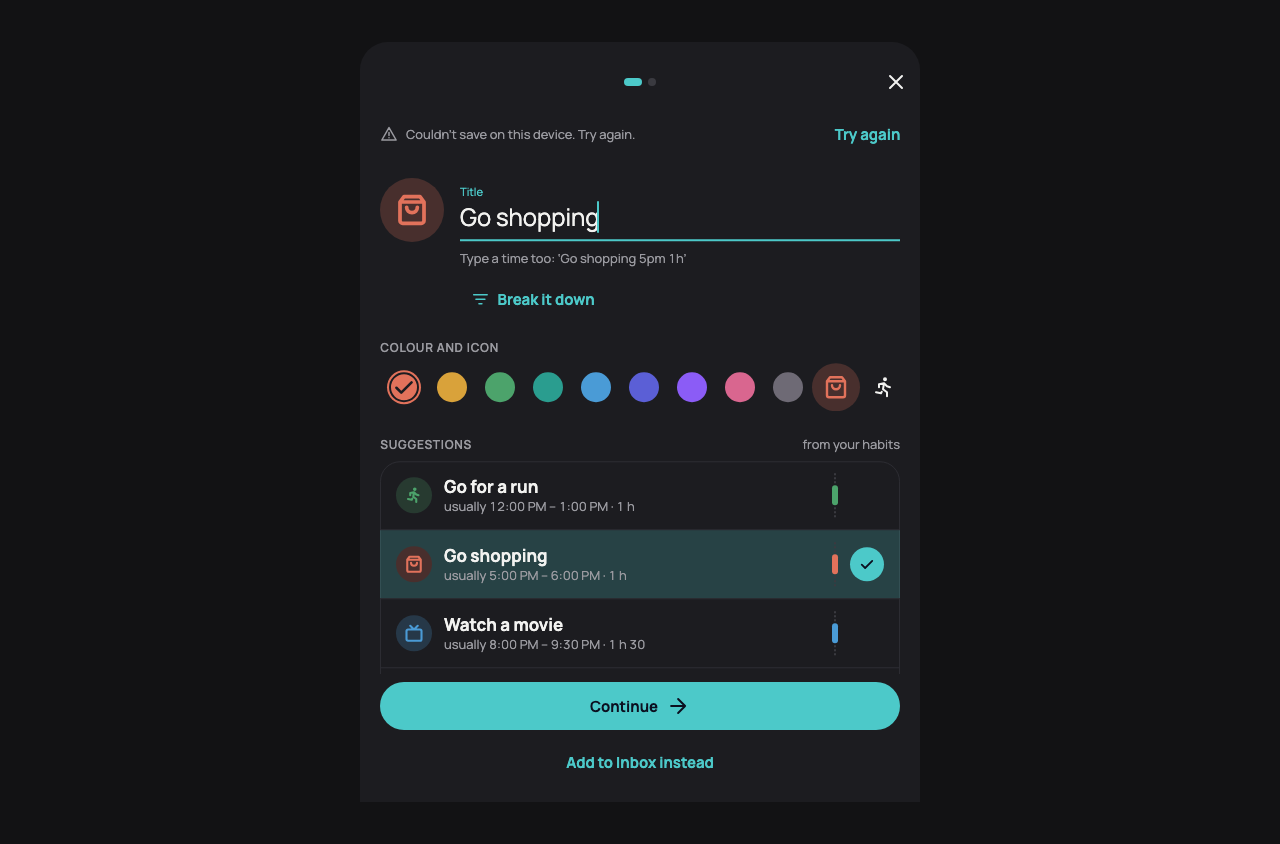 Couldn't save on this device. Try again.
Try again
Title
Go shopping
Type a time too: 'Go shopping 5pm 1h'
Break it down
COLOUR AND ICON
SUGGESTIONS
from your habits
Go for a run
usually 12:00 PM – 1:00 PM · 1 h
Go shopping
usually 5:00 PM – 6:00 PM · 1 h
Watch a movie
usually 8:00 PM – 9:30 PM · 1 h 30
Continue
Add to Inbox instead